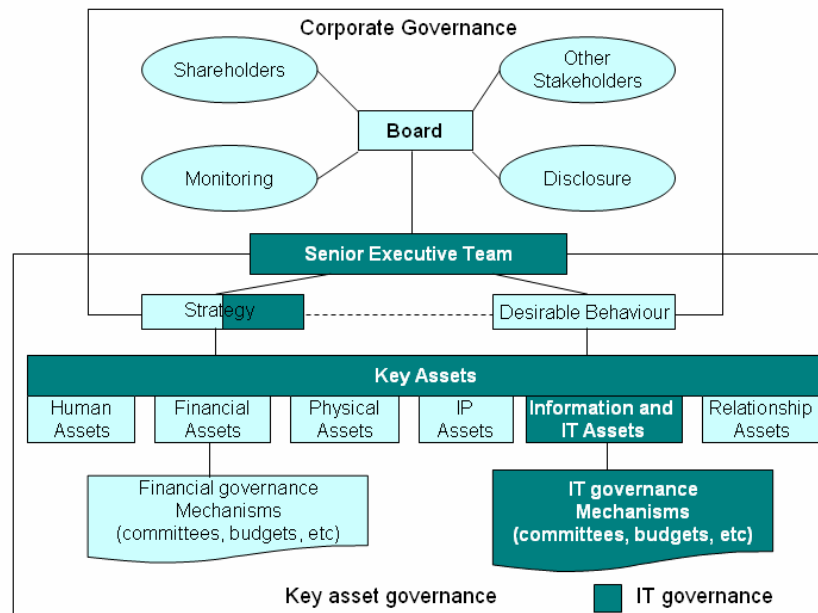 Corporate Governance
Shareholders
Other
Stakeholders
Board
Monitoring
Disclosure
Senior Executive Team
Strategy
Desirable Behaviour
Key Assets
Human
Assets
Financial
Assets
Physical
Assets
IP
Assets
Information and
IT Assets
Relationship
Assets
Financial governance
Mechanisms
(committees, budgets, etc)
IT governance
Mechanisms
(committees, budgets, etc)
Key asset governance
IT governance